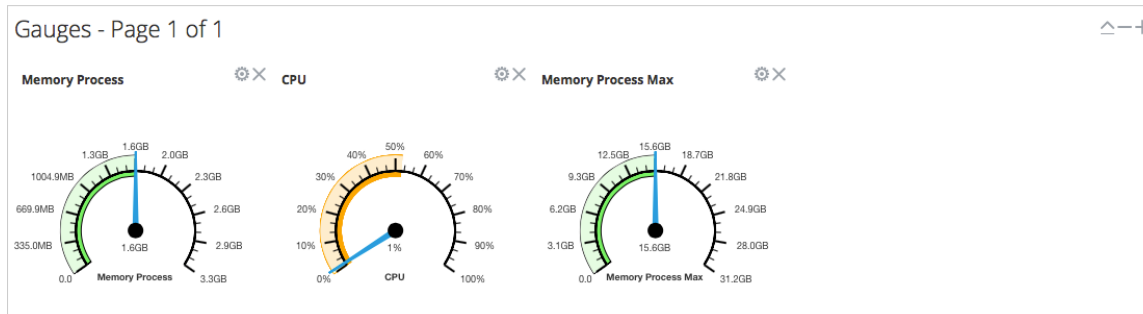 Gauges - Page 1 of 1
Memory Process
CPU
Memory Process Max
0.0
335.0MB
669.9MB
1004.9MB
1.3GB
1.6GB
2.0GB
2.3GB
2.6GB
2.9GB
3.3GB
1.6GB
Memory Process
0%
10%
20%
30%
40%
50%
60%
70%
80%
90%
100%
1%
CPU
0.0
3.1GB
6.2GB
9.3GB
12.5GB
15.6GB
18.7GB
21.8GB
24.9GB
28.0GB
31.2GB
15.6GB
Memory Process Max